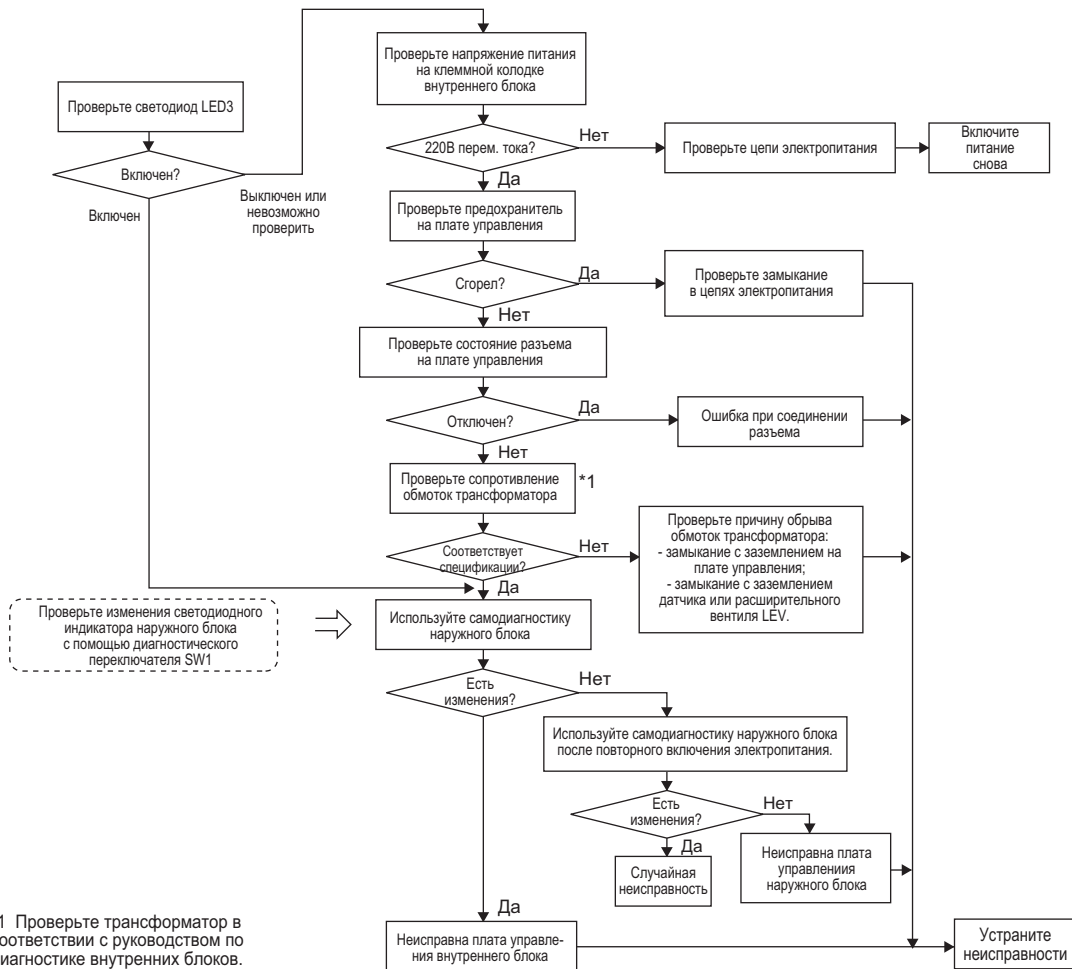 Проверьте напряжение питания
на клеммной колодке
внутреннего блока
Проверьте светодиод LED3
220В перем. тока?
Нет
Проверьте цепи электропитания
Включите
питание
снова
Включен?
Да
Выключен или
невозможно
проверить
Включен
Проверьте предохранитель
на плате управления
Сгорел?
Да
Проверьте замыкание
в цепях электропитания
Нет
Проверьте состояние разъема
на плате управления
Отключен?
Да
Ошибка при соединении
разъема
Нет
Проверьте сопротивление
обмоток трансформатора
*1
Соответствует
спецификации?
Нет
Проверьте причину обрыва
обмоток трансформатора:
- замыкание с заземлением на
плате управления;
- замыкание с заземлением
датчика или расширительного
вентиля LEV.
Да
Проверьте изменения светодиодного
индикатора наружного блока
с помощью диагностического
переключателя SW1
Используйте самодиагностику
наружного блока
Есть
изменения?
Нет
Используйте самодиагностику наружного блока
после повторного включения электропитания.
Есть
изменения?
Нет
Да
Случайная
неисправность
Неисправна плата
управлениия
наружного блока
Да
1 Проверьте трансформатор в
оответствии с руководством по
иагностике внутренних блоков.
Неисправна плата управле-
ния внутреннего блока
Устраните
неисправности